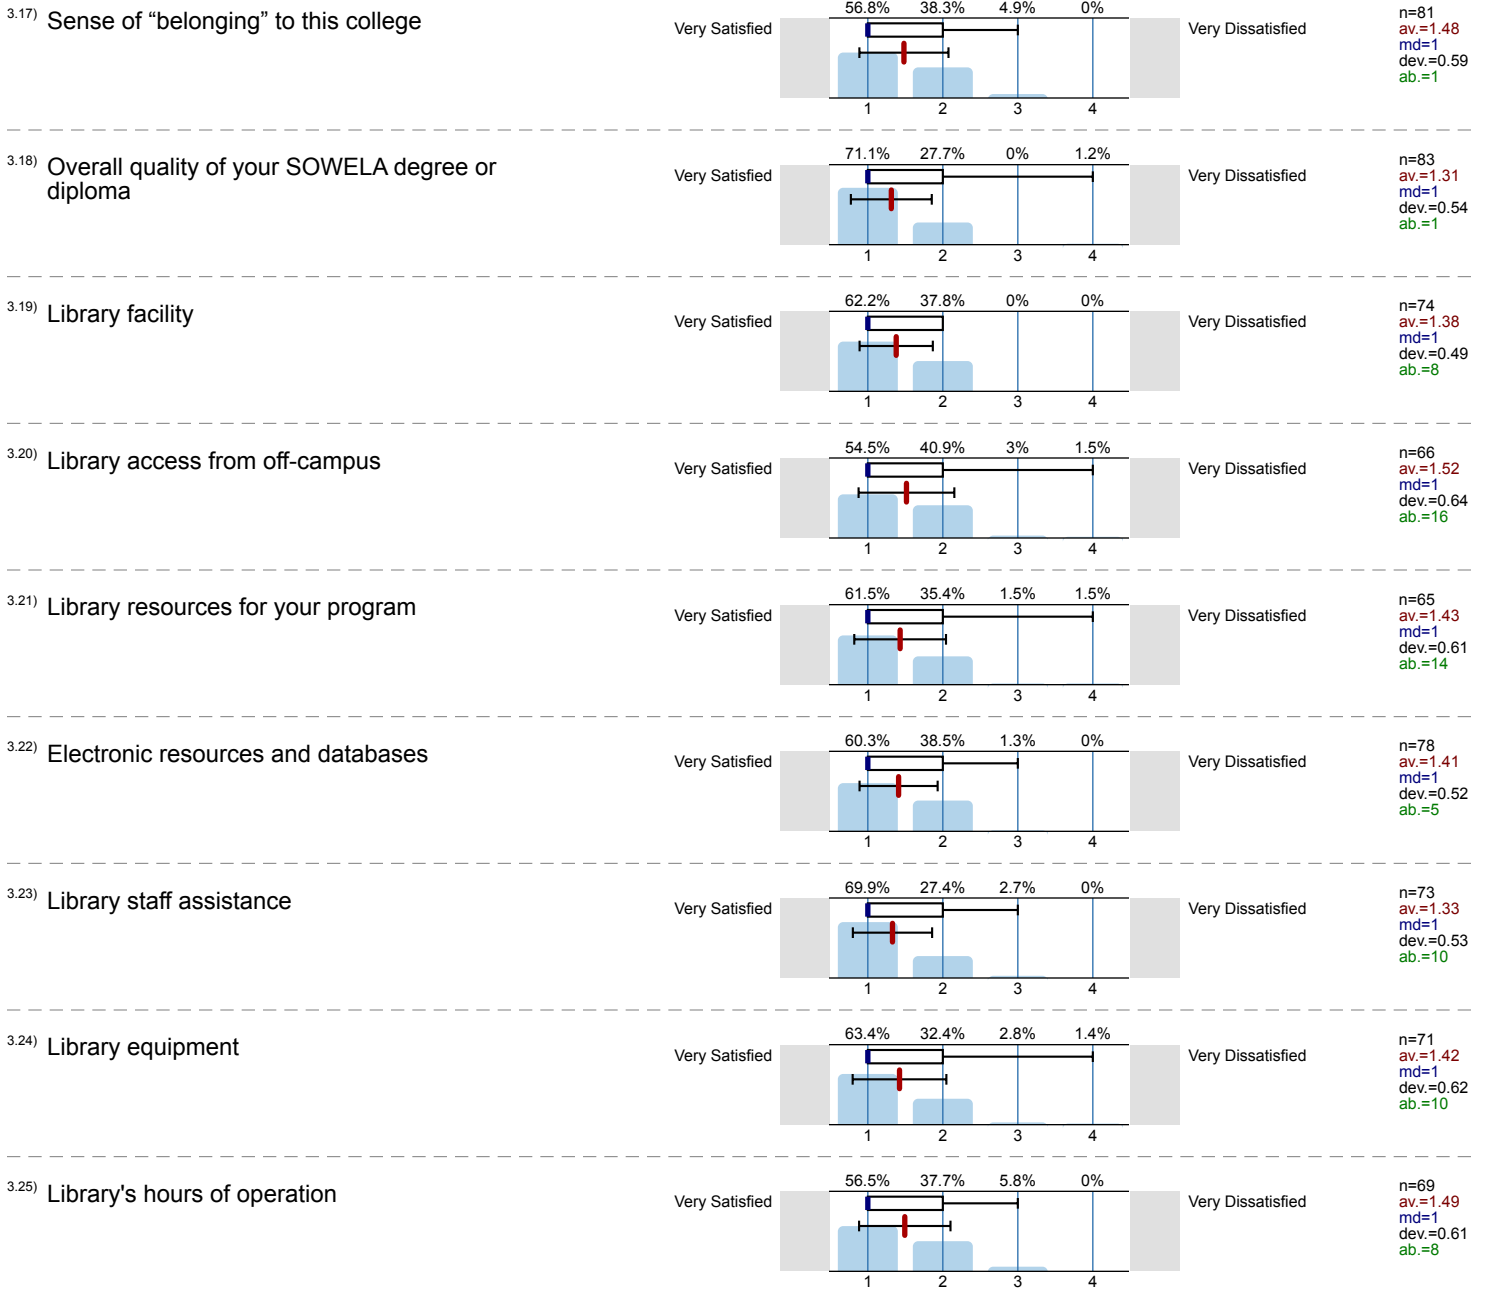 3.17) Sense of “belonging” to this college
56.8% 38.3% 4.9% 0%
Very Satisfied
Very Dissatisfied
n=81
av.=1.48
md=1
dev.=0.59
ab.=1
1 2 3 4
3.18) Overall quality of your SOWELA degree or
diploma
71.1% 27.7% 0% 1.2%
Very Satisfied
Very Dissatisfied
n=83
av.=1.31
md=1
dev.=0.54
ab.=1
1 2 3 4
3.19) Library facility
62.2% 37.8% 0% 0%
Very Satisfied
Very Dissatisfied
n=74
av.=1.38
md=1
dev.=0.49
ab.=8
1 2 3 4
3.20) Library access from off-campus
54.5% 40.9% 3% 1.5%
Very Satisfied
Very Dissatisfied
n=66
av.=1.52
md=1
dev.=0.64
ab.=16
1 2 3 4
3.21) Library resources for your program
61.5% 35.4% 1.5% 1.5%
Very Satisfied
Very Dissatisfied
n=65
av.=1.43
md=1
dev.=0.61
ab.=14
1 2 3 4
3.22) Electronic resources and databases
60.3% 38.5% 1.3% 0%
Very Satisfied
Very Dissatisfied
n=78
av.=1.41
md=1
dev.=0.52
ab.=5
1 2 3 4
3.23) Library staff assistance
69.9% 27.4% 2.7% 0%
Very Satisfied
Very Dissatisfied
n=73
av.=1.33
md=1
dev.=0.53
ab.=10
1 2 3 4
3.24) Library equipment
63.4% 32.4% 2.8% 1.4%
Very Satisfied
Very Dissatisfied
n=71
av.=1.42
md=1
dev.=0.62
ab.=10
1 2 3 4
3.25) Library's hours of operation
56.5% 37.7% 5.8% 0%
Very Satisfied
Very Dissatisfied
n=69
av.=1.49
md=1
dev.=0.61
ab.=8
1 2 3 4